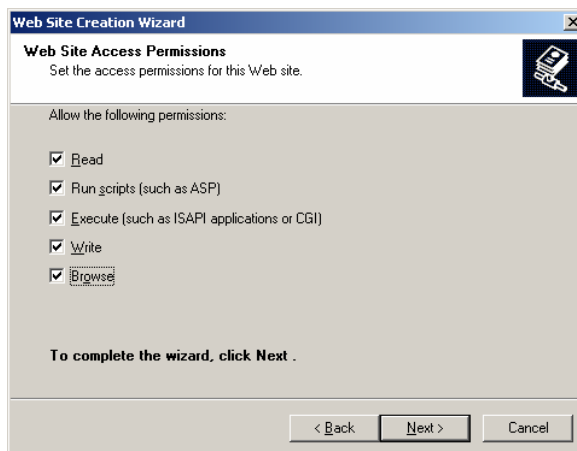 Web Site Creation Wizard
Web Site Access Permissions
Set the access permissions for this Web site.
Allow the following permissions:
Read
Run scripts (such as ASP)
Execute (such as ISAPI applications or CGI)
Write
Browse
To complete the wizard, click Next .
< Back Next > Cancel